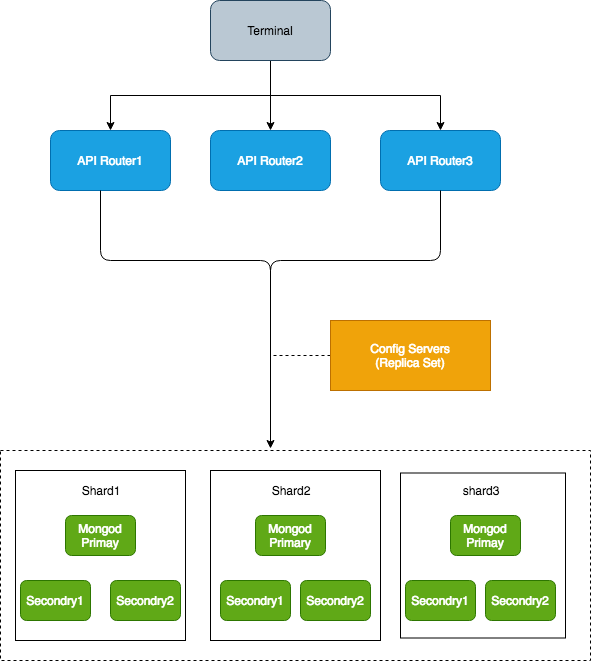 Terminal
API Router1
API Router2
API Router3
Config Servers
(Replica Set)
Shard1
Mongod
Primay
Secondry1
Secondry2
Shard2
Mongod
Primary
Secondry1
Secondry2
shard3
Mongod
Primay
Secondry1
Secondry2